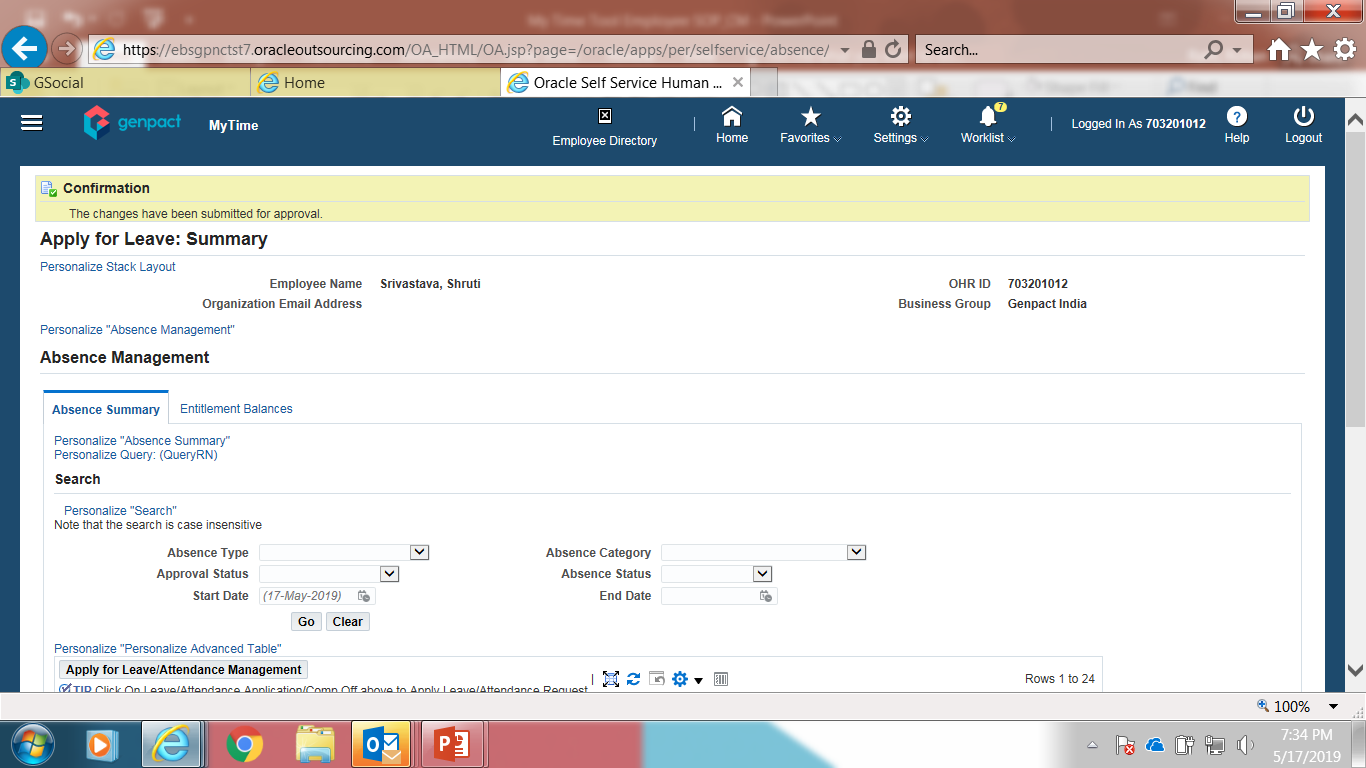 My Time Tool Employee SOP_CM - PowerPoint
https://ebsgpnctst7.oracleoutsourcing.com/OA_HTML/OA.jsp?page=/oracle/apps/per/selfservice/absence/
Search...
GSocial
Home
Oracle Self Service Human ...
genpact
MyTime
Employee Directory
Home
Favorites
Settings
7
Worklist
Logged In As 703201012
Help
Logout
Confirmation
The changes have been submitted for approval.
Apply for Leave: Summary
Personalize Stack Layout
Employee Name Srivastava, Shruti
OHR ID 703201012
Organization Email Address
Business Group Genpact India
Personalize "Absence Management"
Absence Management
Absence Summary
Entitlement Balances
Personalize "Absence Summary"
Personalize Query: (QueryRN)
Search
Personalize "Search"
Note that the search is case insensitive
Absence Type
Absence Category
Approval Status
Absence Status
Start Date (17-May-2019)
End Date
Go Clear
Personalize "Personalize Advanced Table"
Apply for Leave/Attendance Management
Rows 1 to 24
TIP Click On Leave/Attendance Application/Comp Off above to Apply Leave/Attendance Request
100%
7:34 PM
5/17/2019